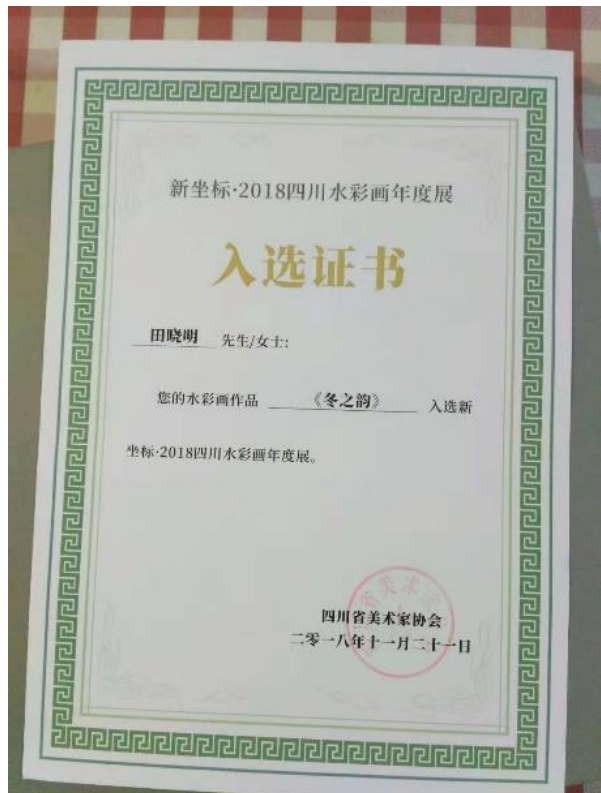 新坐标·2018四川水彩画年度展
入选证书
田晓明 先生/女士:
您的水彩画作品 《冬之韵》 入选新
坐标·2018四川水彩画年度展。
四川省美术家协会
二零一八年十一月二十一日